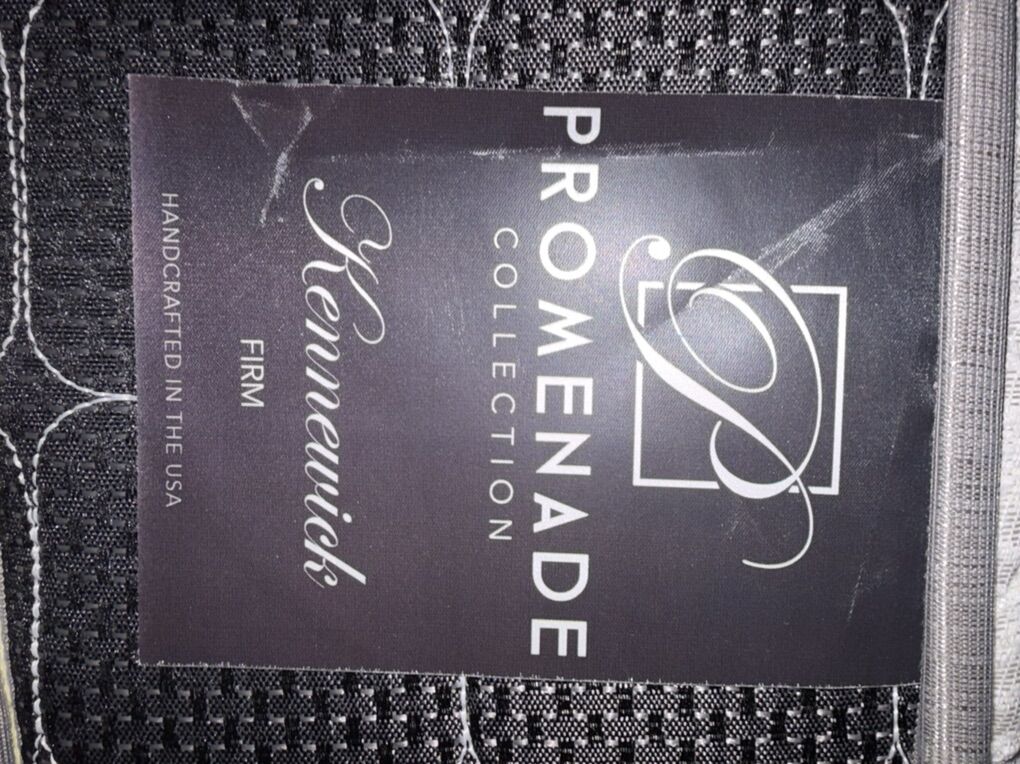 P
PROMENADE
COLLECTION
Kennewick
FIRM
HANDCRAFTED IN THE USA